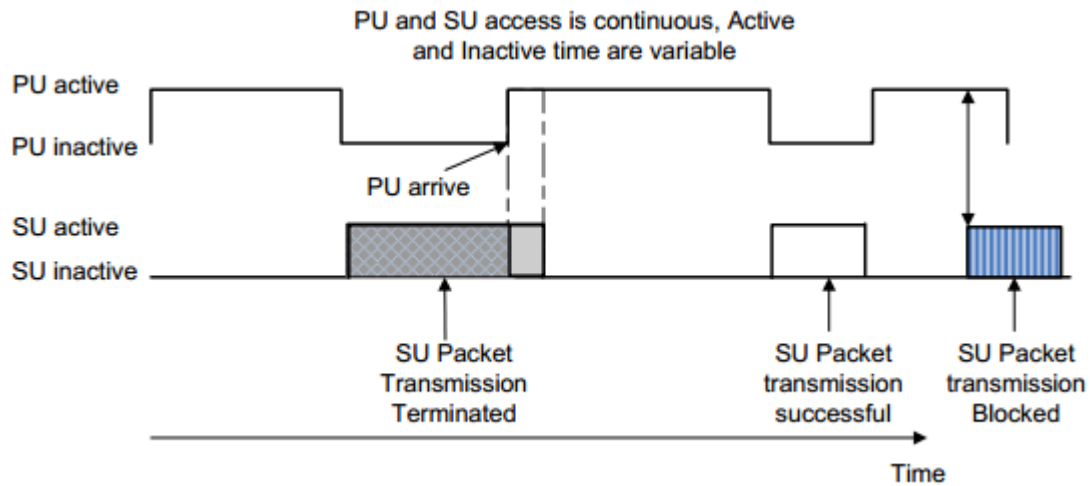 PU and SU access is continuous, Active
and Inactive time are variable
PU active
PU inactive
PU arrive
SU active
SU inactive
SU Packet
Transmission
Terminated
SU Packet
transmission
successful
SU Packet
transmission
Blocked
Time